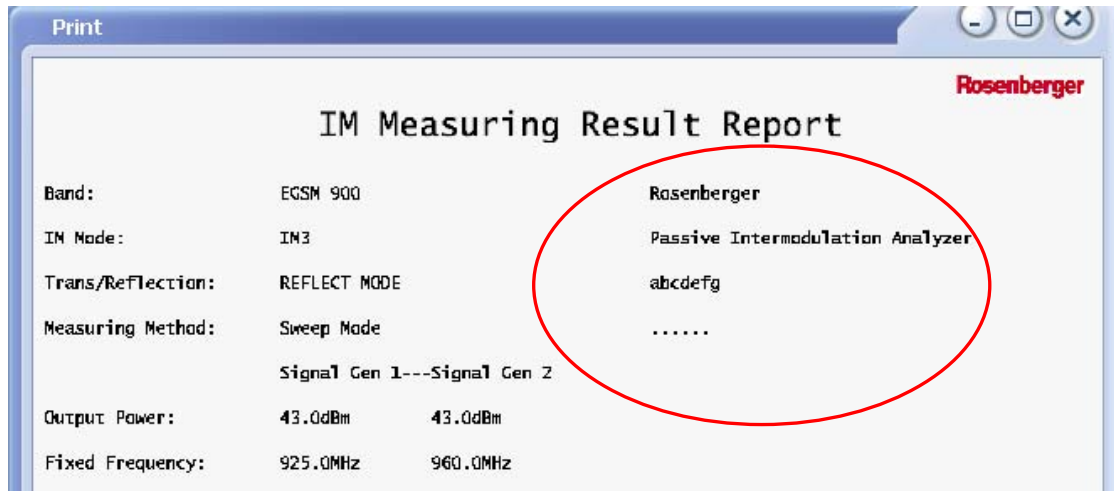 Print
Rosenberger
IM Measuring Result Report
Band: EGSM 900 Rosenberger
IM Mode: IM3 Passive Intermodulation Analyzer
Trans/Reflection: REFLECT MODE abcdefg
Measuring Method: Sweep Mode ......
Signal Gen 1---Signal Gen 2
Output Power: 43.0dBm 43.0dBm
Fixed Frequency: 925.0MHz 960.0MHz